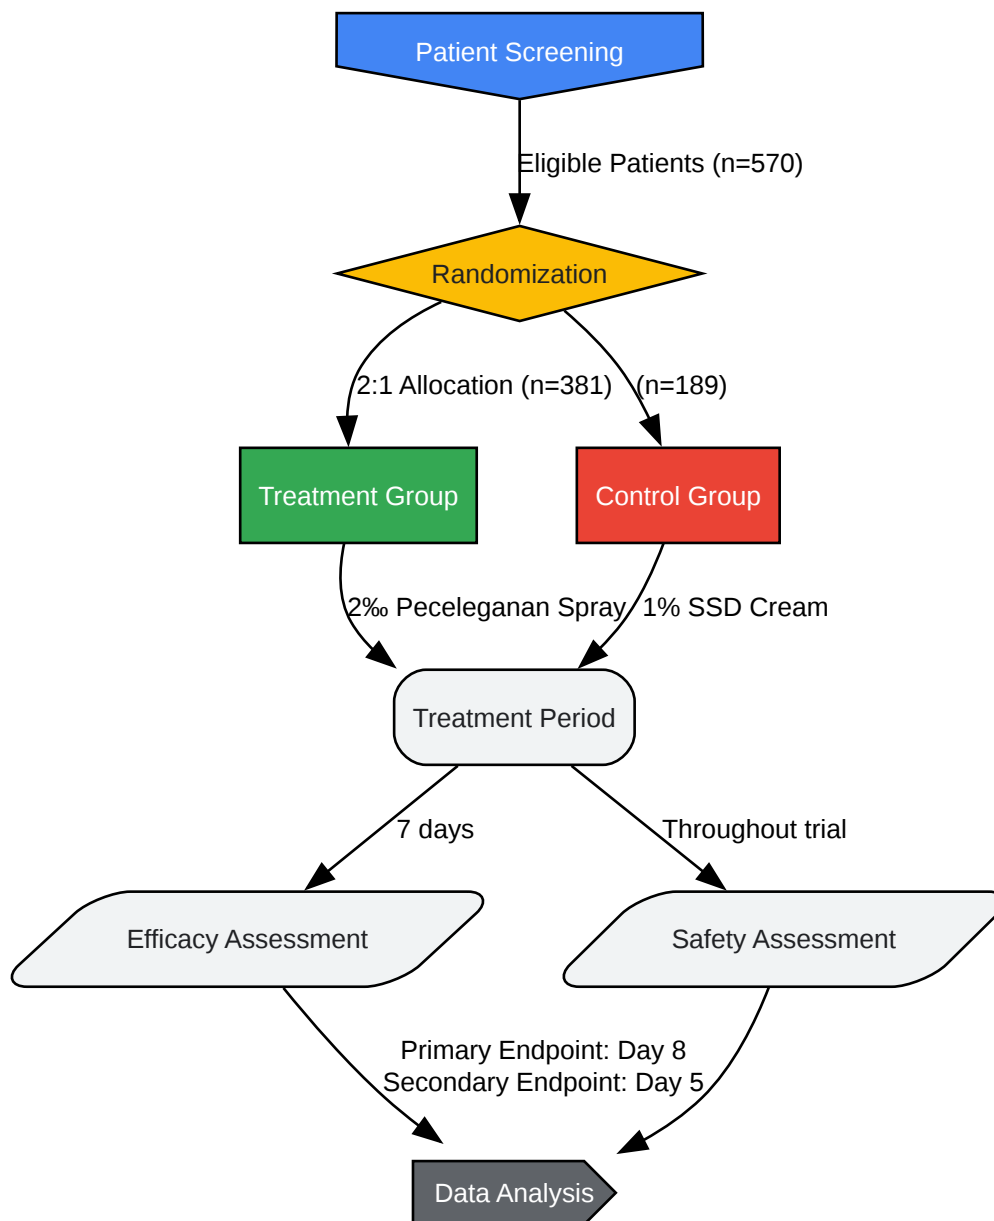 Patient Screening
Eligible Patients (n=570)
Randomization
2:1 Allocation (n=381)
(n=189)
Treatment Group
Control Group
2‰ Peceleganan Spray
1% SSD Cream
Treatment Period
7 days
Throughout trial
Efficacy Assessment
Safety Assessment
Primary Endpoint: Day 8
Secondary Endpoint: Day 5
Data Analysis